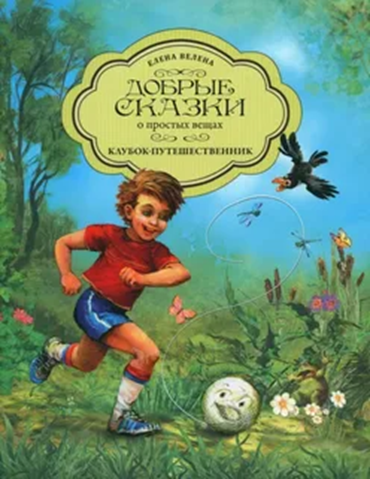 ЕЛЕНА ВЕЛЕНА
ДОБРЫЕ
СКАЗКИ
О ПРОСТЫХ ВЕЩАХ
КЛУБОК-ПУТЕШЕСТВЕННИК